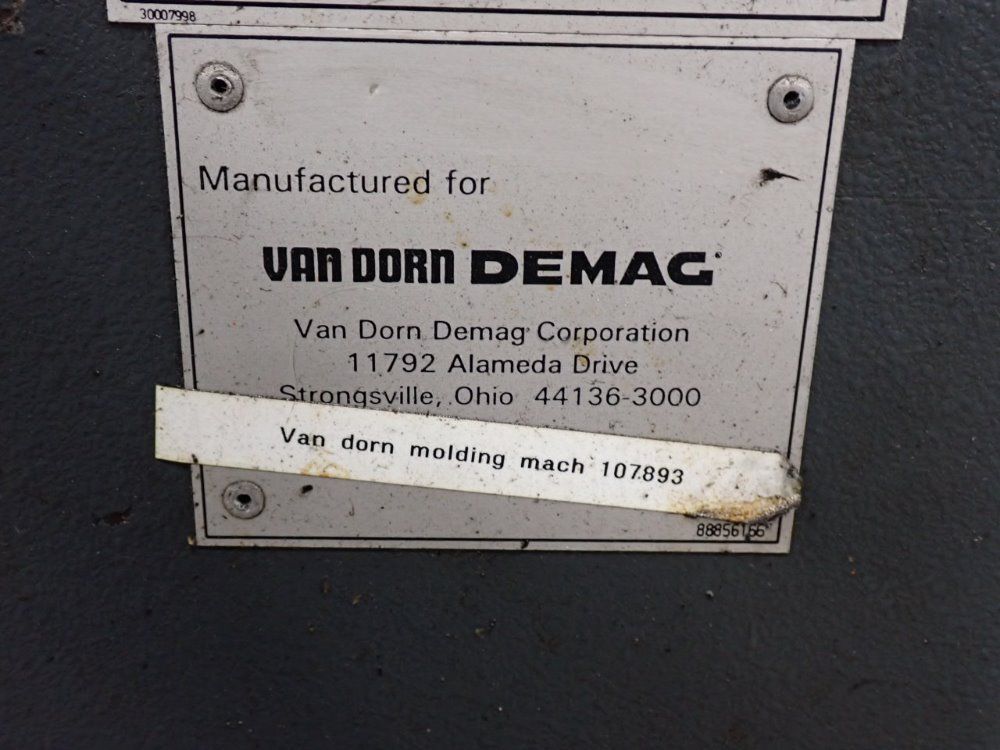 30007998
Manufactured for
VAN DORN DEMAG
Van Dorn Demag Corporation
11792 Alameda Drive
Strongsville, Ohio 44136-3000
Van dorn molding mach 107893
88856166